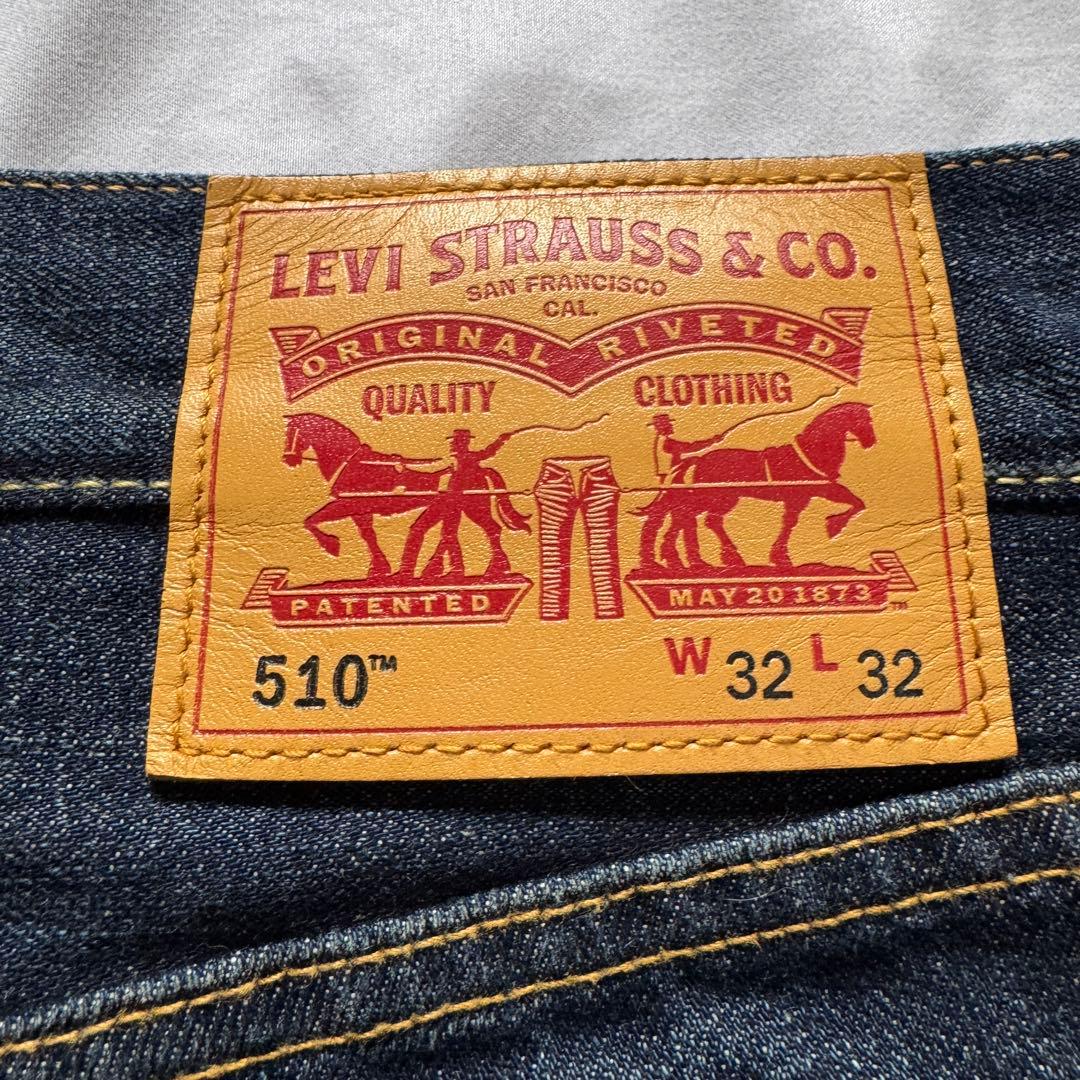 LEVI STRAUSS & CO.
SAN FRANCISCO
CAL.
ORIGINAL RIVETED
QUALITY CLOTHING
PATENTED MAY 20 1873™
510™ W 32 L 32